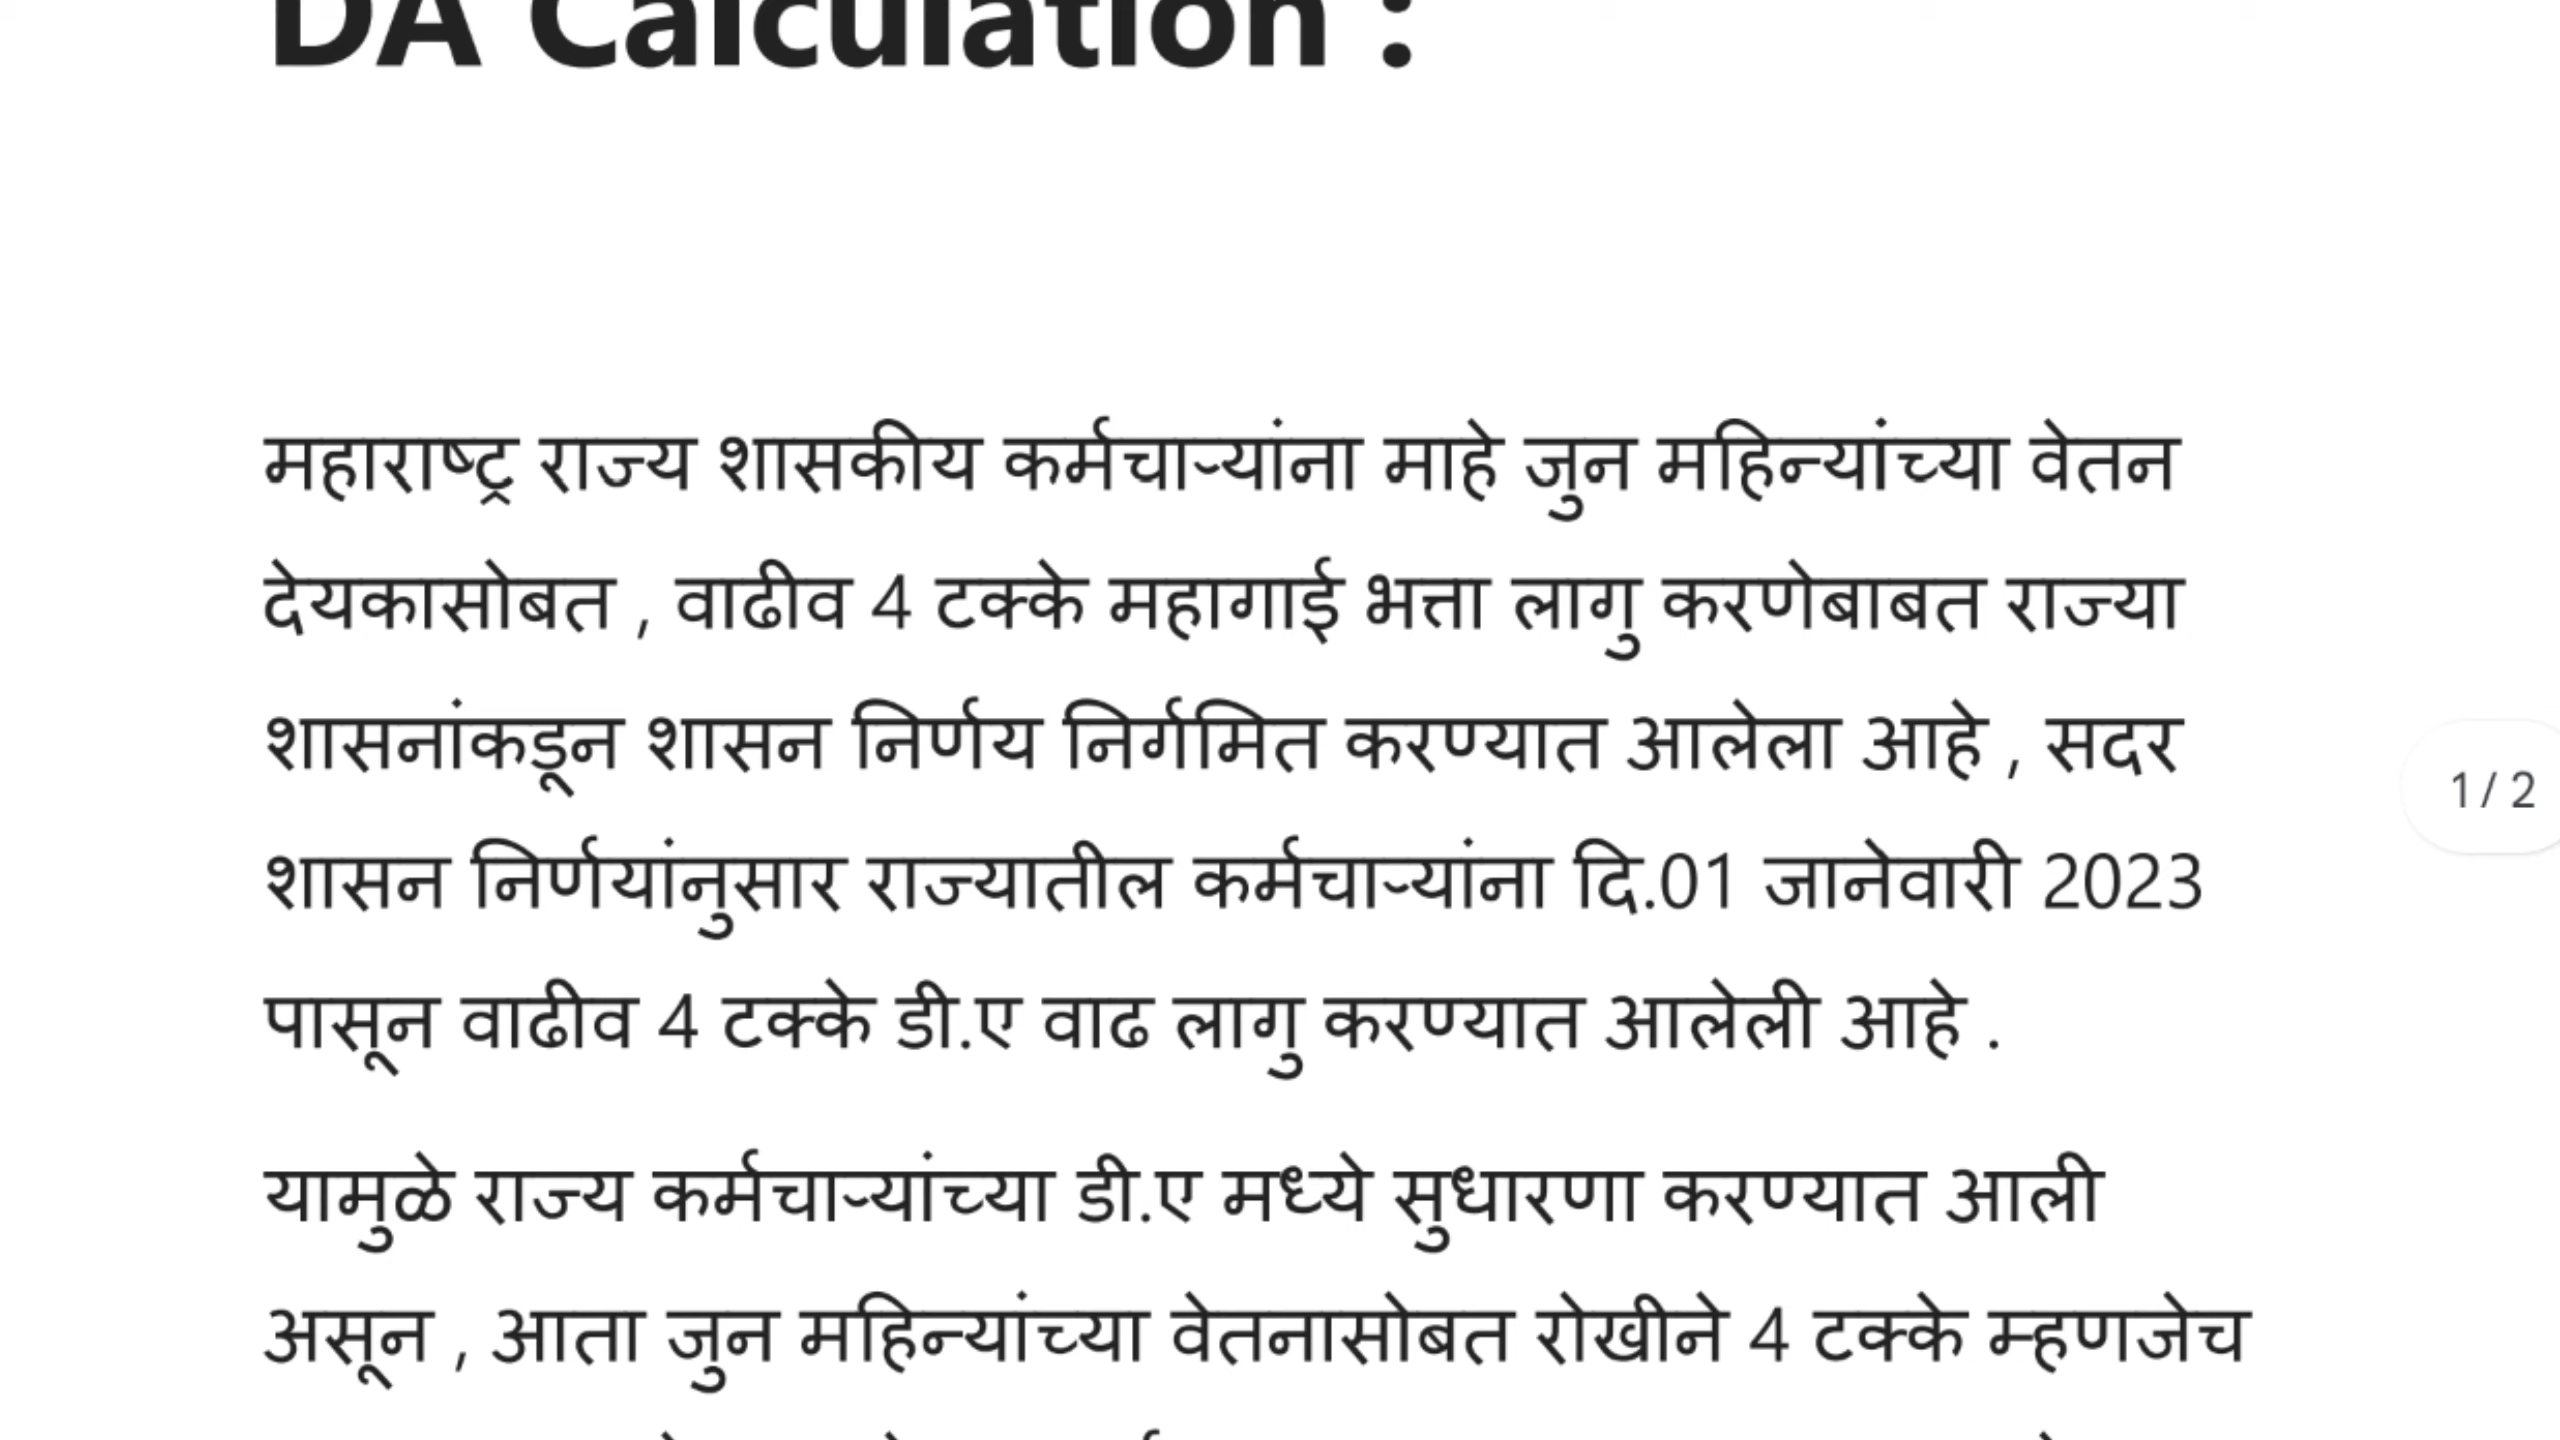 DA Calculation :
महाराष्ट्र राज्य शासकीय कर्मचाऱ्यांना माहे जुन महिन्यांच्या वेतन
देयकासोबत , वाढीव 4 टक्के महागाई भत्ता लागु करणेबाबत राज्या
शासनांकडून शासन निर्णय निर्गमित करण्यात आलेला आहे , सदर
शासन निर्णयांनुसार राज्यातील कर्मचाऱ्यांना दि.01 जानेवारी 2023
पासून वाढीव 4 टक्के डी.ए वाढ लागु करण्यात आलेली आहे .
यामुळे राज्य कर्मचाऱ्यांच्या डी.ए मध्ये सुधारणा करण्यात आली
असून , आता जुन महिन्यांच्या वेतनासोबत रोखीने 4 टक्के म्हणजेच
1 / 2